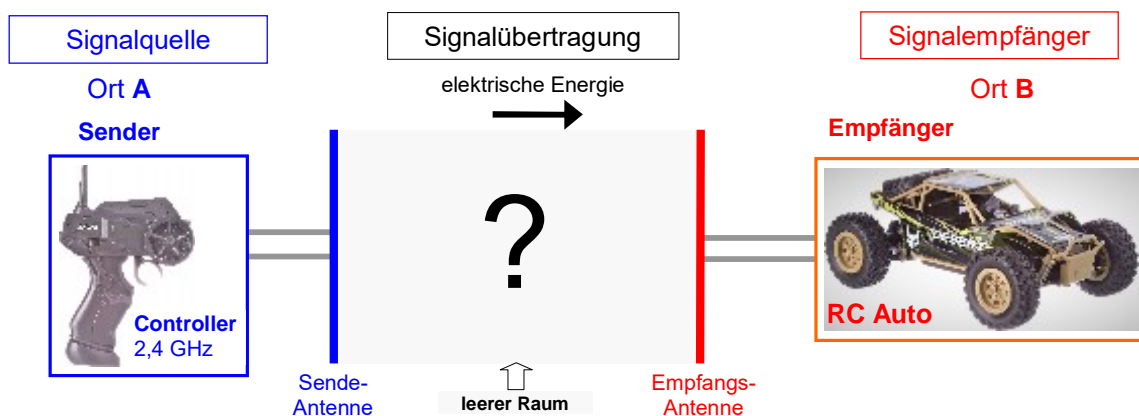 Signalquelle
Signalübertragung
Signalempfänger
Ort A
elektrische Energie
Ort B
Sender
Empfänger
?
Controller
2,4 GHz
RC Auto
Sende-
Antenne
leerer Raum
Empfangs-
Antenne